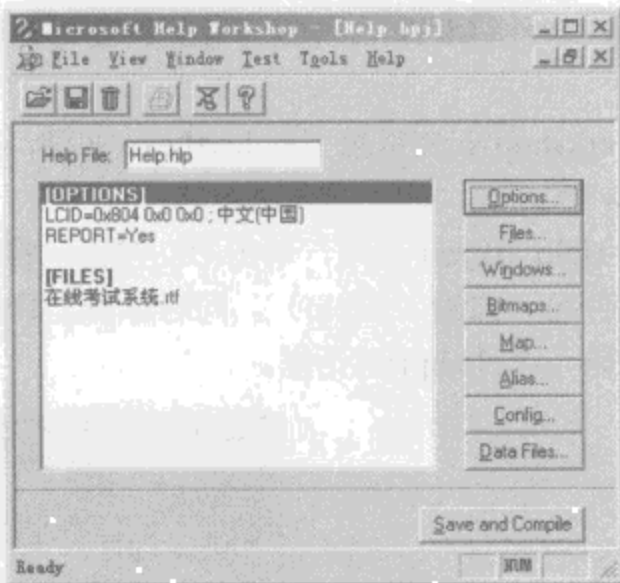 Microsoft Help Workshop - [Help.hpj]
File View Window Test Tools Help
Help File: Help.hlp
[OPTIONS]
LCID=0x804 0x0 0x0 ; 中文(中国)
REPORT=Yes
[FILES]
在线考试系统.rtf
Options...
Files...
Windows...
Bitmaps...
Map...
Alias...
Config...
Data Files...
Save and Compile
Ready
NUM